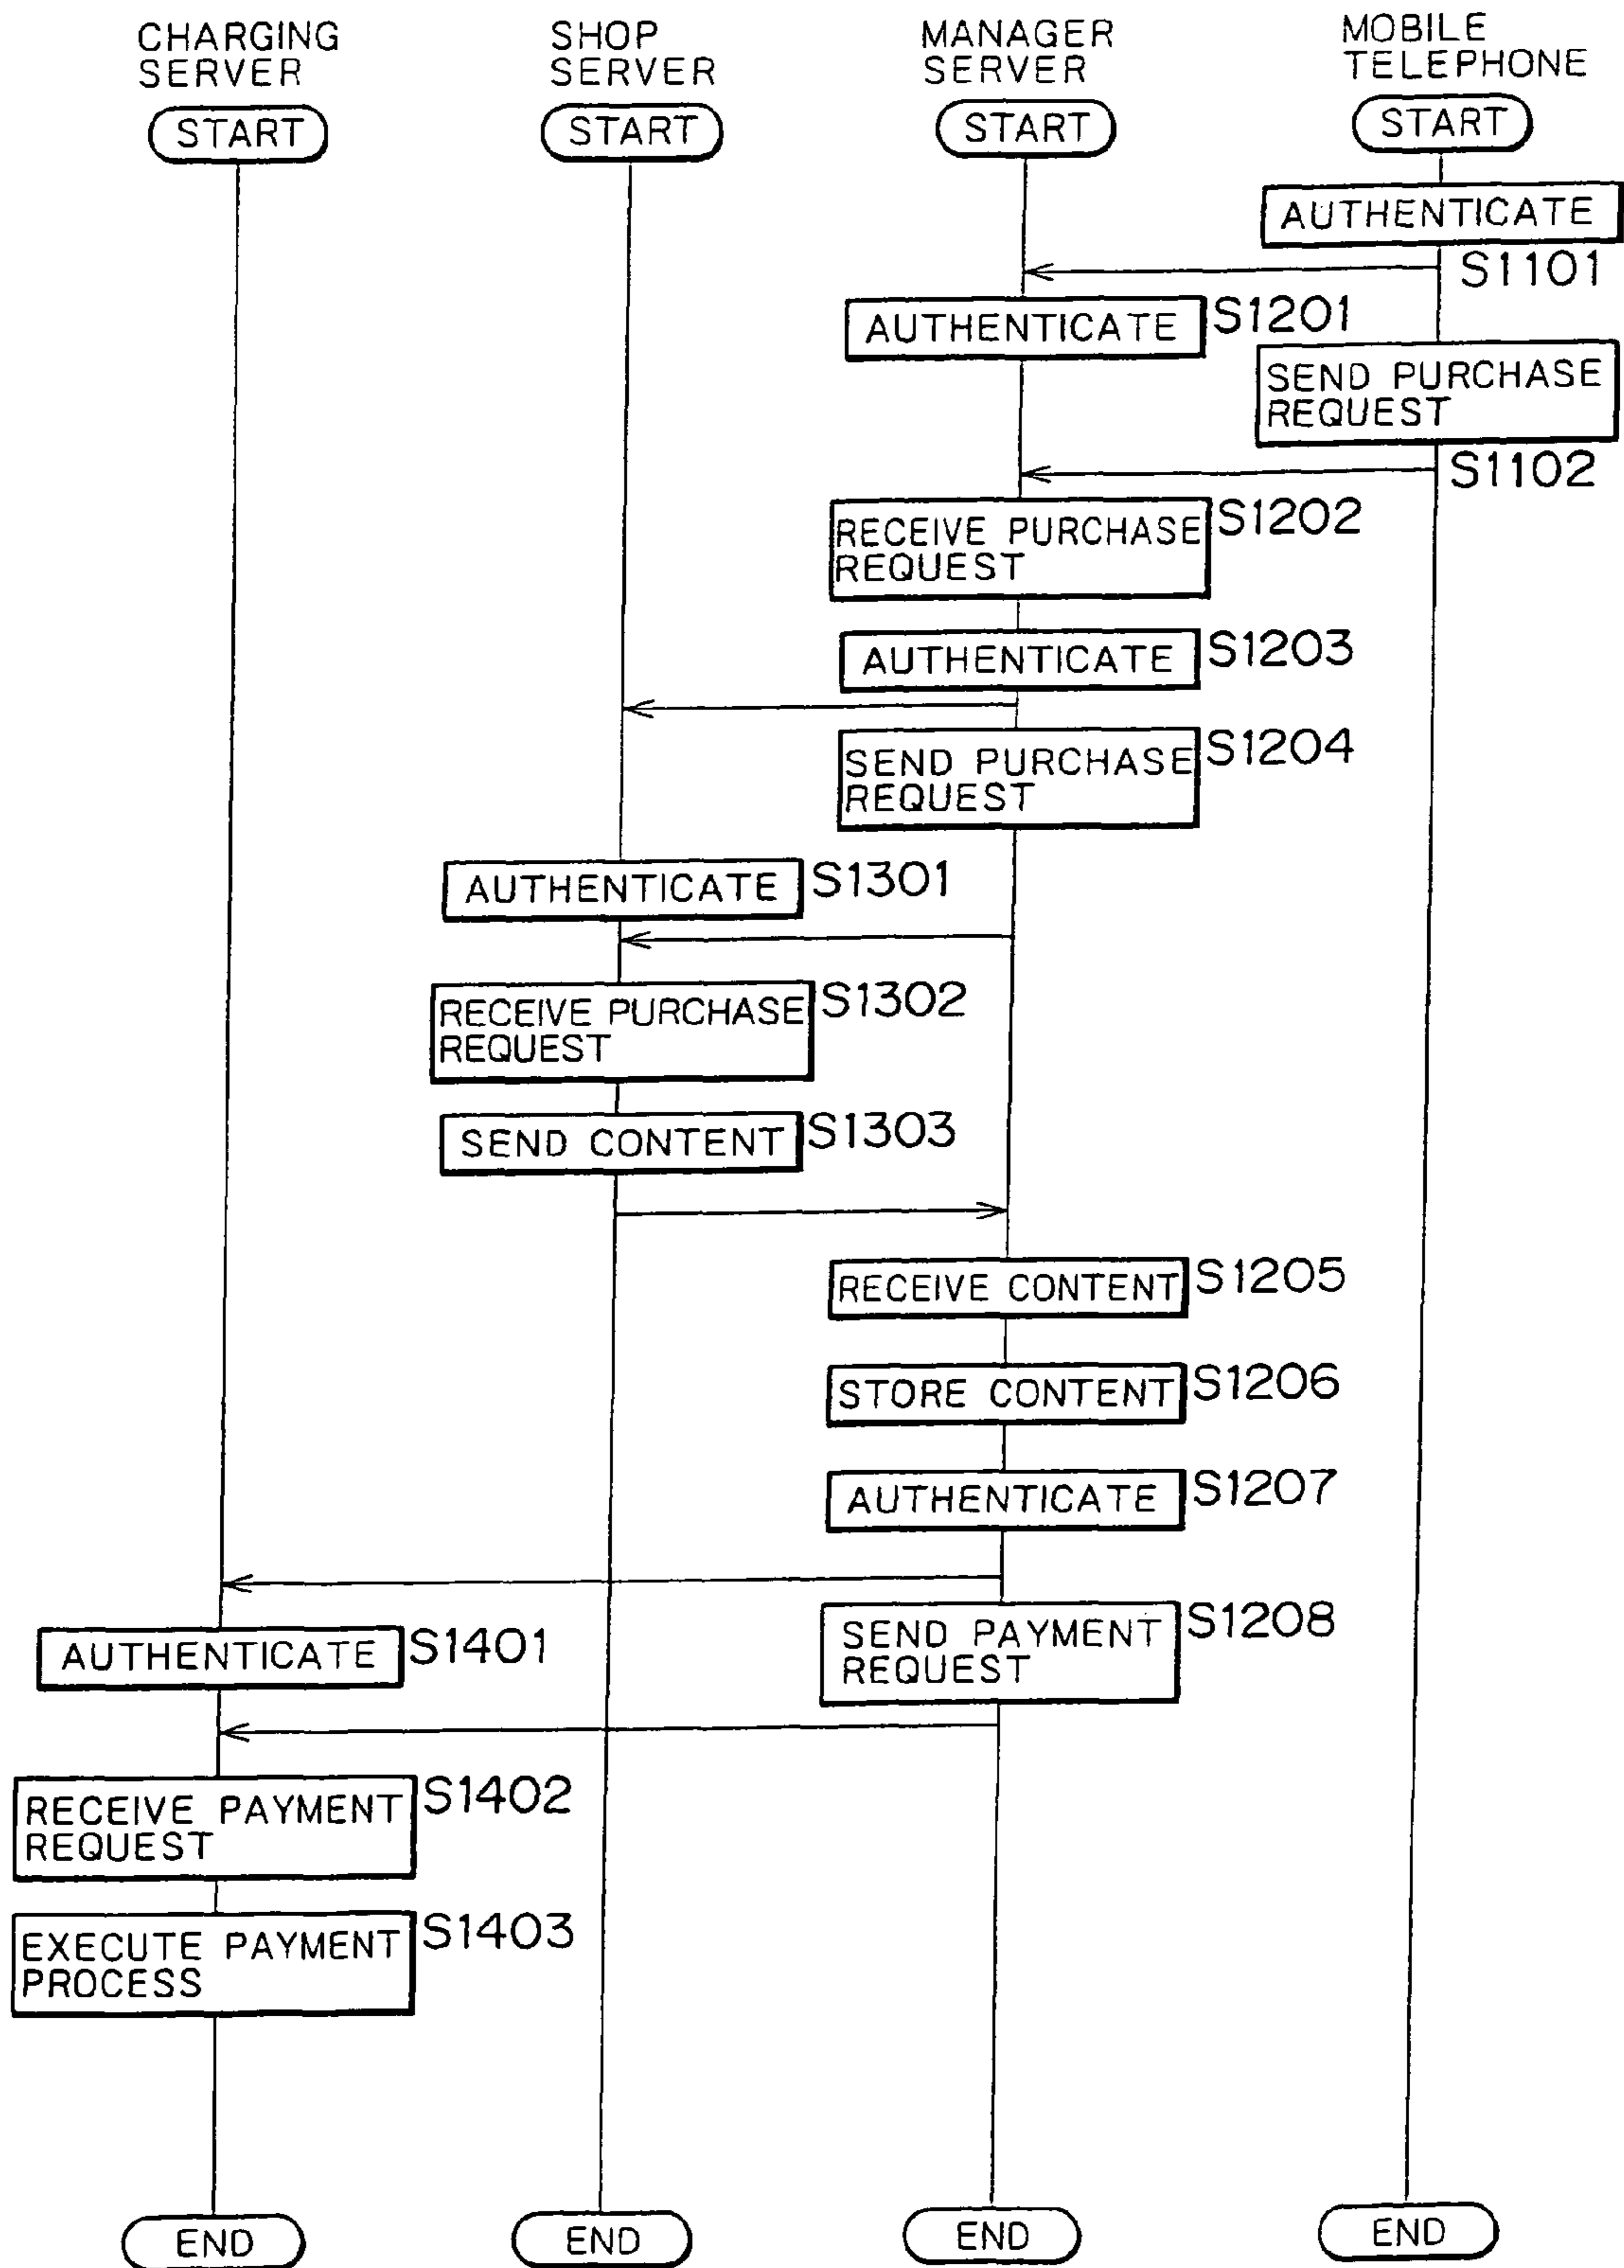 CHARGING
SERVER
SHOP
SERVER
MANAGER
SERVER
MOBILE
TELEPHONE
START
START
START
START
AUTHENTICATE
S1101
AUTHENTICATE
S1201
SEND PURCHASE
REQUEST
S1102
RECEIVE PURCHASE
REQUEST
S1202
AUTHENTICATE
S1203
SEND PURCHASE
REQUEST
S1204
AUTHENTICATE
S1301
RECEIVE PURCHASE
REQUEST
S1302
SEND CONTENT
S1303
RECEIVE CONTENT
S1205
STORE CONTENT
S1206
AUTHENTICATE
S1207
AUTHENTICATE
S1401
SEND PAYMENT
REQUEST
S1208
RECEIVE PAYMENT
REQUEST
S1402
EXECUTE PAYMENT
PROCESS
S1403
END
END
END
END